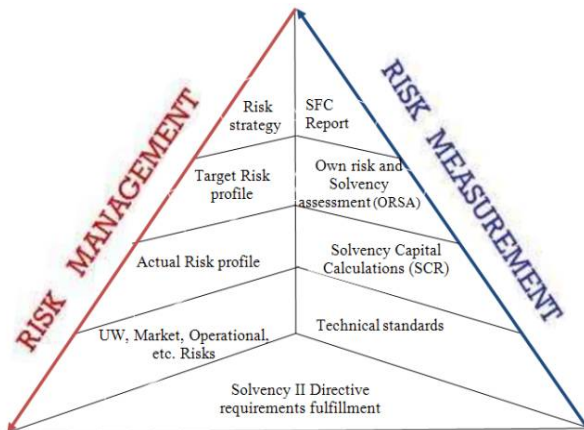 RISK MANAGEMENT
RISK MEASUREMENT
Risk
strategy
SFC
Report
Target Risk
profile
Own risk and
Solvency
assessment (ORSA)
Actual Risk profile
Solvency Capital
Calculations (SCR)
UW, Market, Operational,
etc. Risks
Technical standards
Solvency II Directive
requirements fulfillment